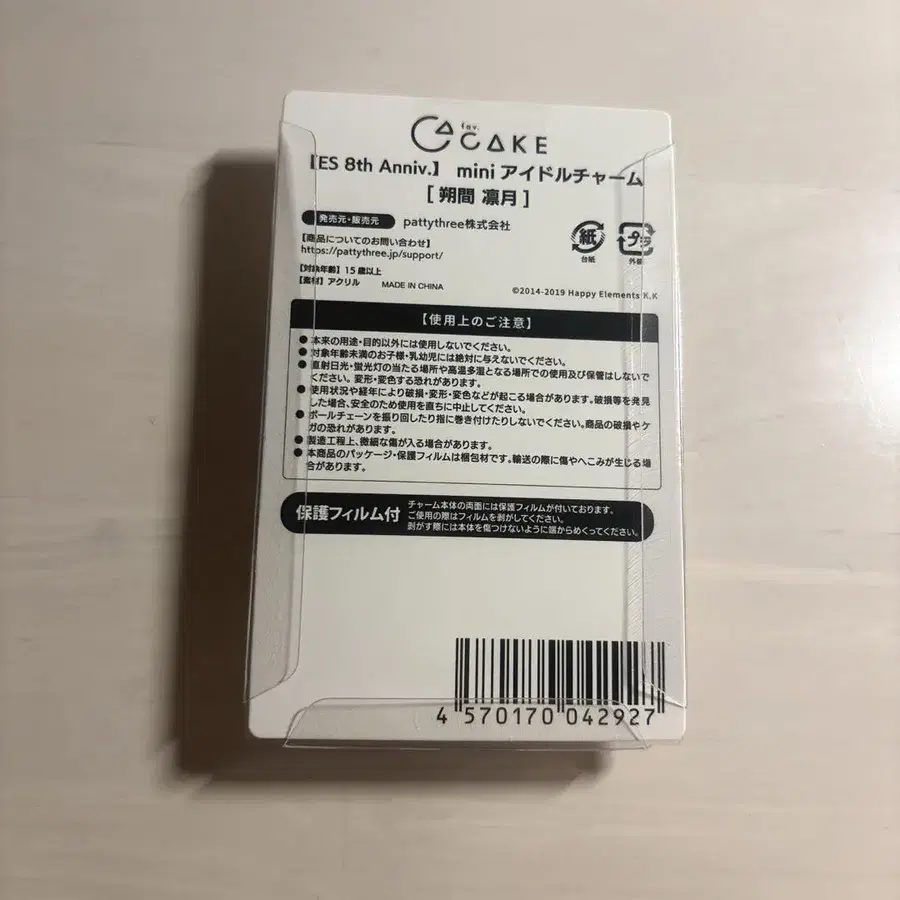 fav.
CAKE
【ES 8th Anniv.】 mini アイドルチャーム
[ 朔間 凛月 ]
発売元・販売元 pattythree株式会社
【商品についてのお問い合わせ】
https://pattythree.jp/support/
【対象年齢】15歳以上
【素材】アクリル MADE IN CHINA
紙
台紙
プラ
外装
©2014-2019 Happy Elements K.K
【使用上のご注意】
●本来の用途・目的以外には使用しないでください。
●対象年齢未満のお子様・乳幼児には絶対に与えないでください。
●直射日光・蛍光灯の当たる場所や高温多湿となる場所での使用及び保管はしないで
ください。変形・変色する恐れがあります。
●使用状況や経年により破損・変形・変色などが起こる場合があります。破損等を発見
した場合、安全のため使用を直ちに中止してください。
●ボールチェーンを振り回したり指に巻き付けたりしないでください。商品の破損やケ
ガの恐れがあります。
●製造工程上、微細な傷が入る場合があります。
●本商品のパッケージ・保護フィルムは梱包材です。輸送の際に傷やへこみが生じる場
合があります。
保護フィルム付
チャーム本体の両面には保護フィルムが付いております。
ご使用の際はフィルムを剥がしてください。
剥がす際には本体を傷つけないように端からめくってください。
4 570170 042927